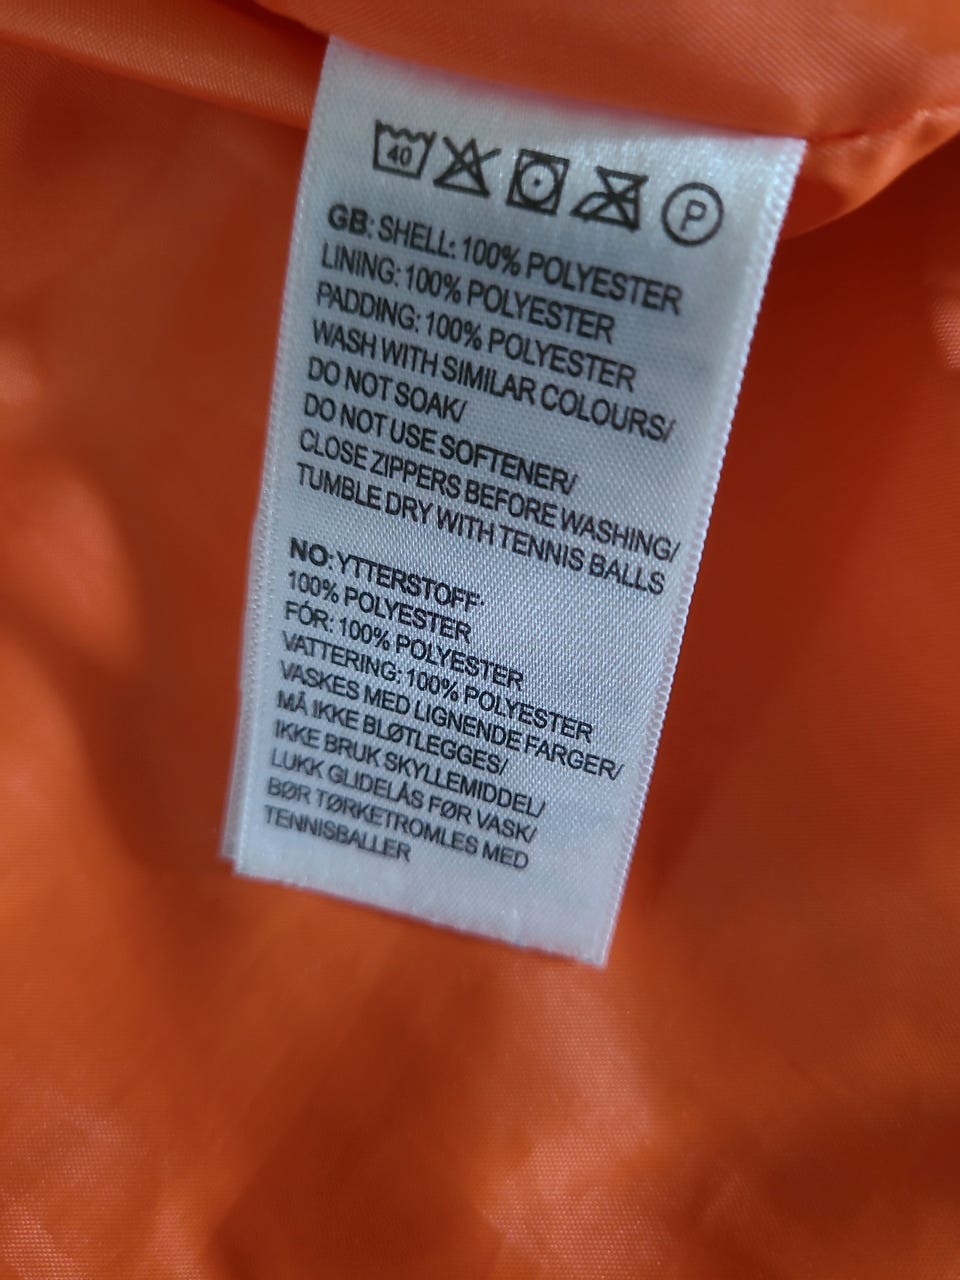 40
P
GB: SHELL: 100% POLYESTER
LINING: 100% POLYESTER
PADDING: 100% POLYESTER
WASH WITH SIMILAR COLOURS/
DO NOT SOAK/
DO NOT USE SOFTENER/
CLOSE ZIPPERS BEFORE WASHING/
TUMBLE DRY WITH TENNIS BALLS
NO: YTTERSTOFF:
100% POLYESTER
FÓR: 100% POLYESTER
VATTERING: 100% POLYESTER
VASKES MED LIGNENDE FARGER/
MÅ IKKE BLØTLEGGES/
IKKE BRUK SKYLLEMIDDEL/
LUKK GLIDELÅS FØR VASK/
BØR TØRKETROMLES MED
TENNISBALLER